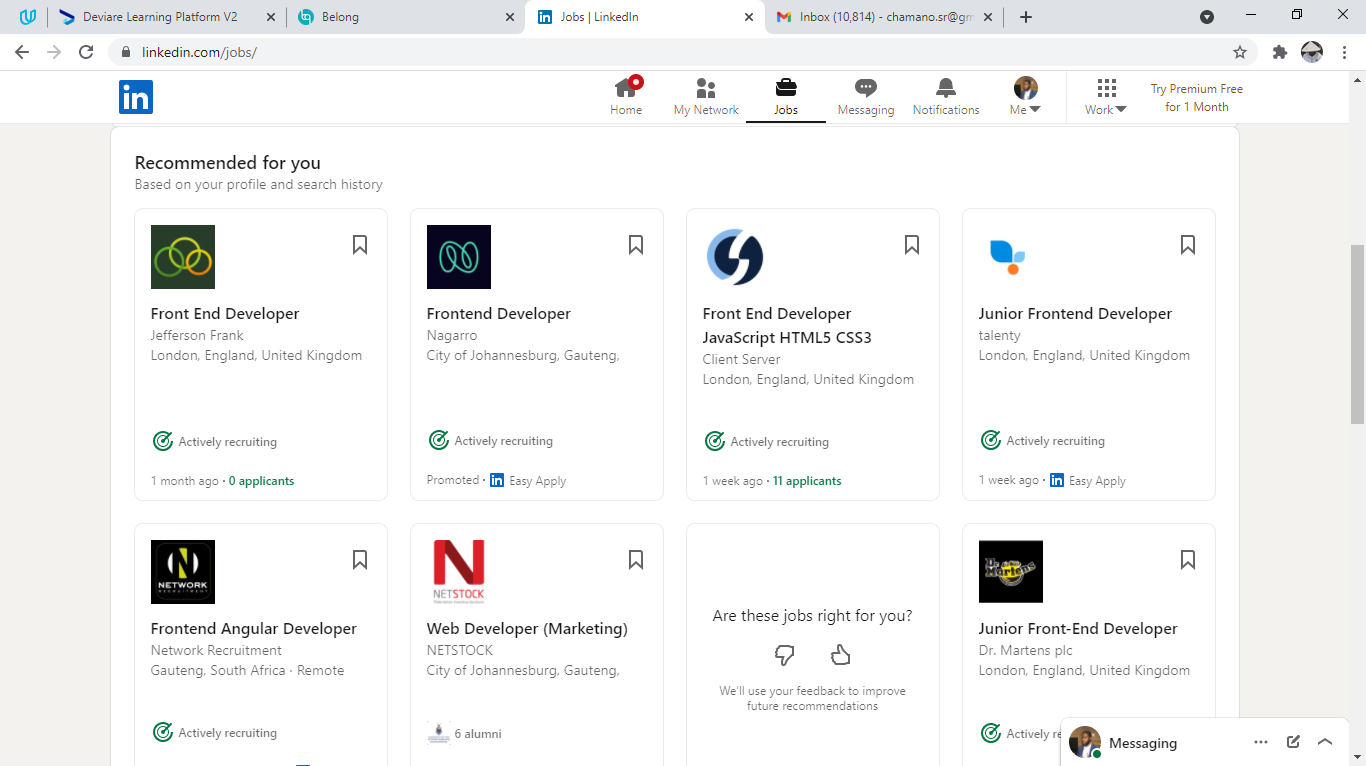 Deviare Learning Platform V2
Belong
Jobs | LinkedIn
Inbox (10,814) - chamano.sr@gm
linkedin.com/jobs/
in
Home
My Network
Jobs
Messaging
Notifications
Me
Work
Try Premium Free
for 1 Month
Recommended for you
Based on your profile and search history
Front End Developer
Jefferson Frank
London, England, United Kingdom
Actively recruiting
1 month ago · 0 applicants
Frontend Developer
Nagarro
City of Johannesburg, Gauteng,
Actively recruiting
Promoted · in Easy Apply
Front End Developer
JavaScript HTML5 CSS3
Client Server
London, England, United Kingdom
Actively recruiting
1 week ago · 11 applicants
Junior Frontend Developer
talenty
London, England, United Kingdom
Actively recruiting
1 week ago · in Easy Apply
N
NETWORK
RECRUITMENT
Frontend Angular Developer
Network Recruitment
Gauteng, South Africa · Remote
Actively recruiting
N
NETSTOCK
Web Developer (Marketing)
NETSTOCK
City of Johannesburg, Gauteng,
6 alumni
Are these jobs right for you?
We'll use your feedback to improve
future recommendations
Dr.
Martens
Junior Front-End Developer
Dr. Martens plc
London, England, United Kingdom
Actively re
Messaging